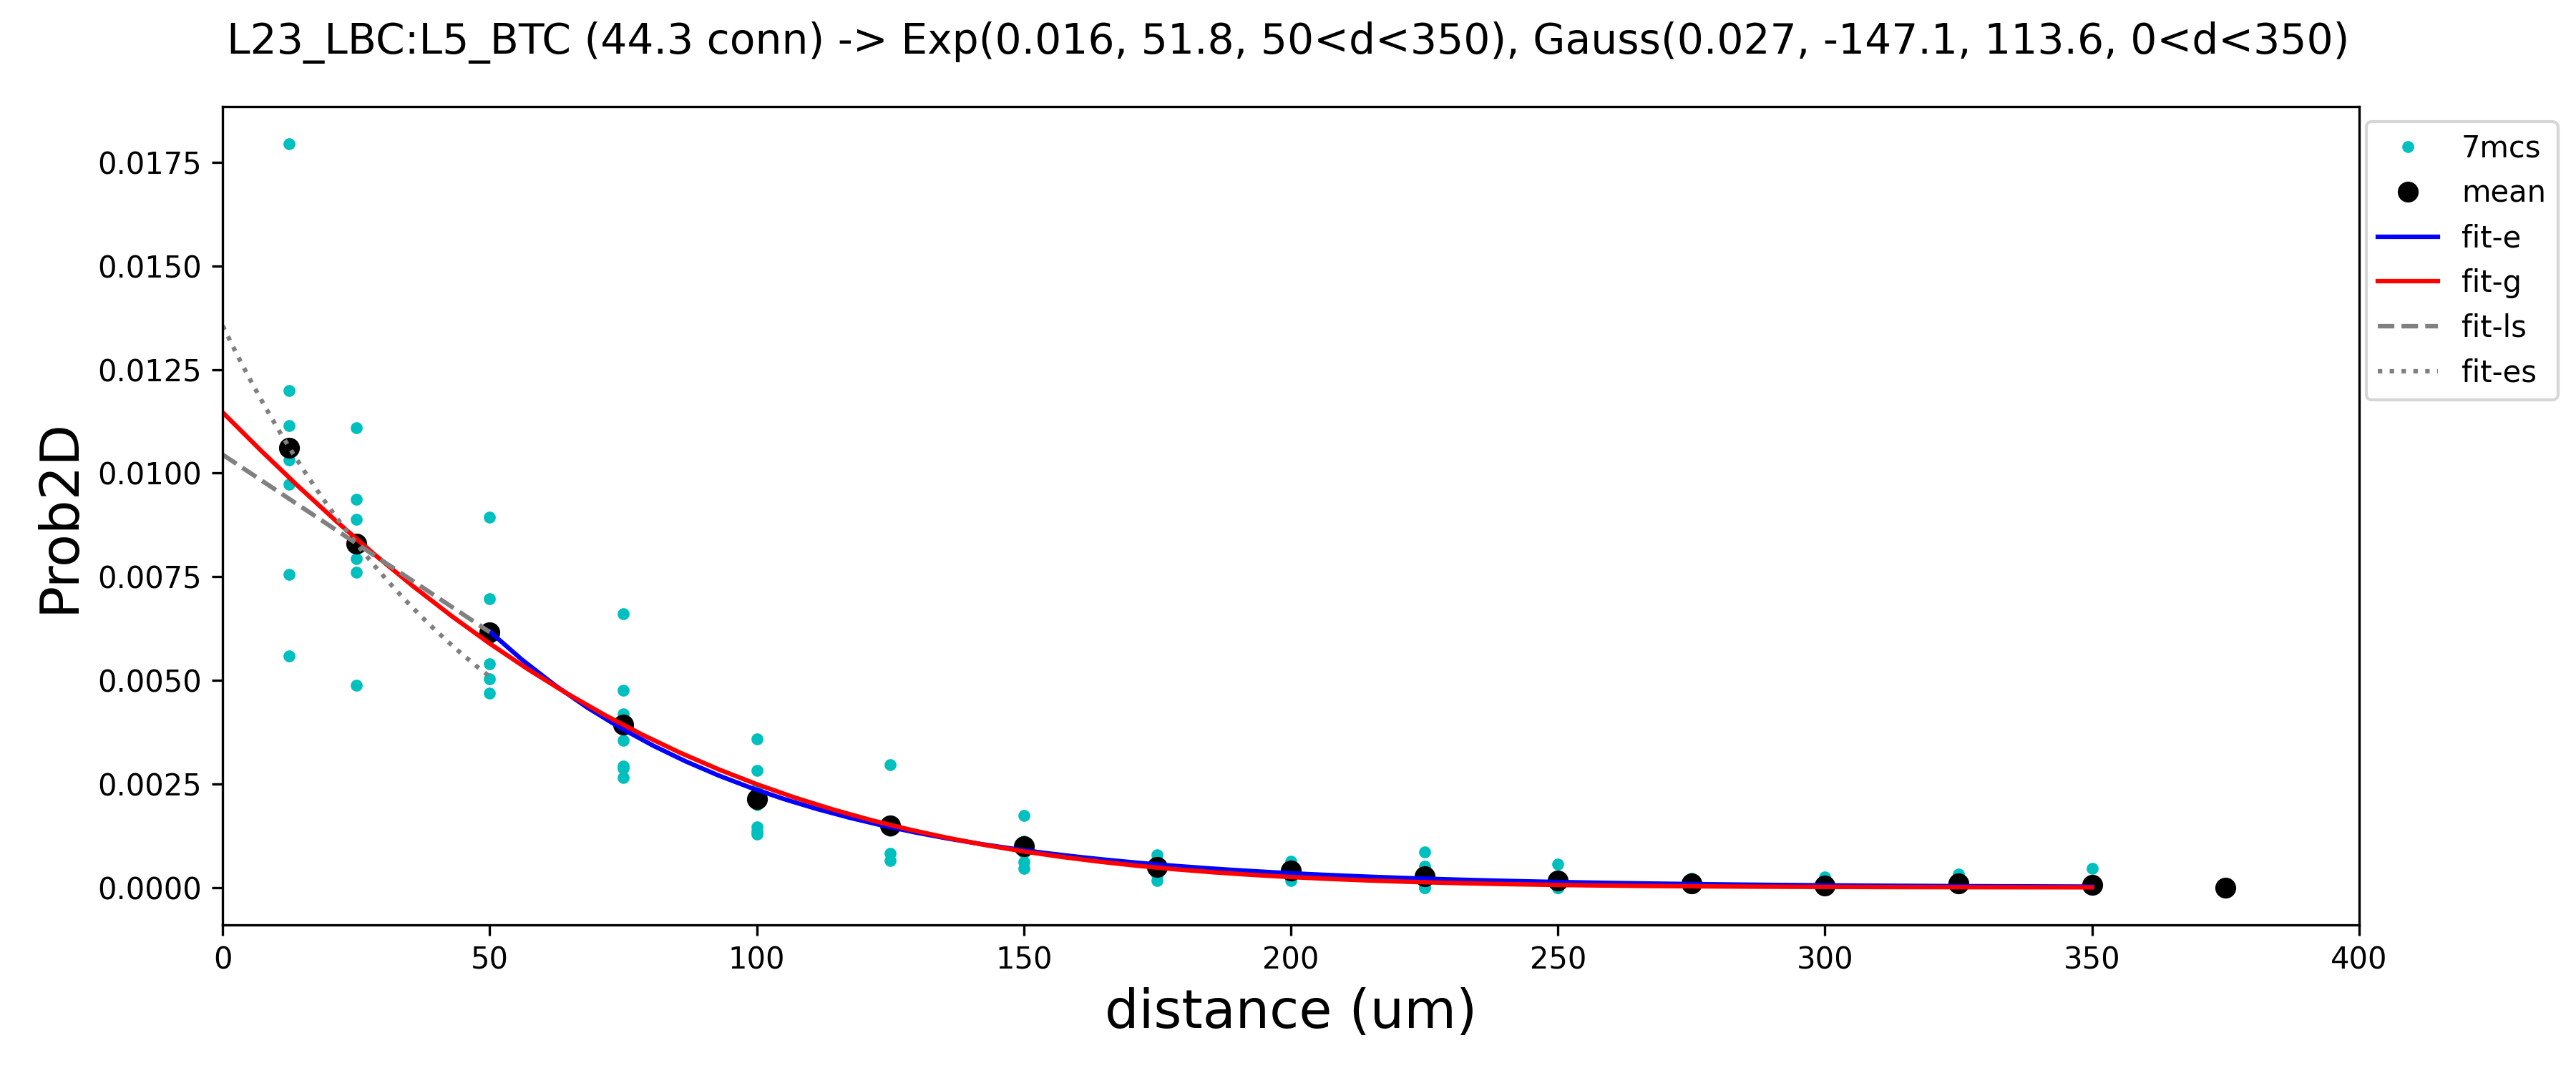 L23_LBC:L5_BTC (44.3 conn) -> Exp(0.016, 51.8, 50<d<350), Gauss(0.027, -147.1, 113.6, 0<d<350)
0.0175
0.0150
0.0125
0.0100
0.0075
0.0050
0.0025
0.0000
Prob2D
0 50 100 150 200 250 300 350 400
distance (um)
7mcs
mean
fit-e
fit-g
fit-ls
fit-es